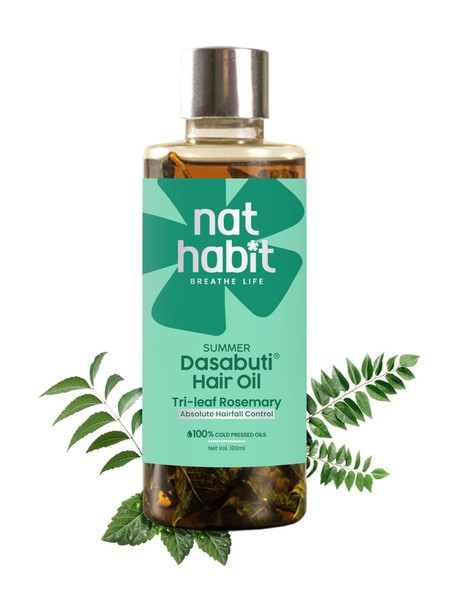 nat
habit
BREATHE LIFE
SUMMER
Dasabuti®
Hair Oil
Tri-leaf Rosemary
Absolute Hairfall Control
100% COLD PRESSED OILS
Net Vol. 100ml